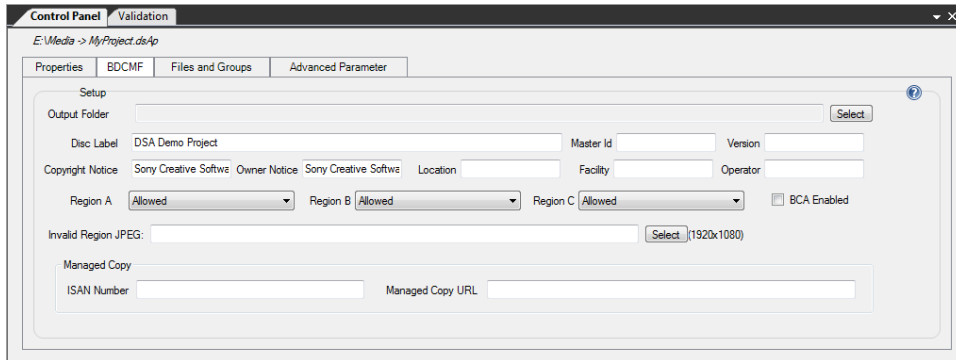 Control Panel Validation
E:\Media -> MyProject.dsAp
Properties BDCMF Files and Groups Advanced Parameter
Setup
Output Folder Select
Disc Label DSA Demo Project Master Id Version
Copyright Notice Sony Creative Softwa Owner Notice Sony Creative Softwa Location Facility Operator
Region A Allowed Region B Allowed Region C Allowed BCA Enabled
Invalid Region JPEG: Select (1920x1080)
Managed Copy
ISAN Number Managed Copy URL